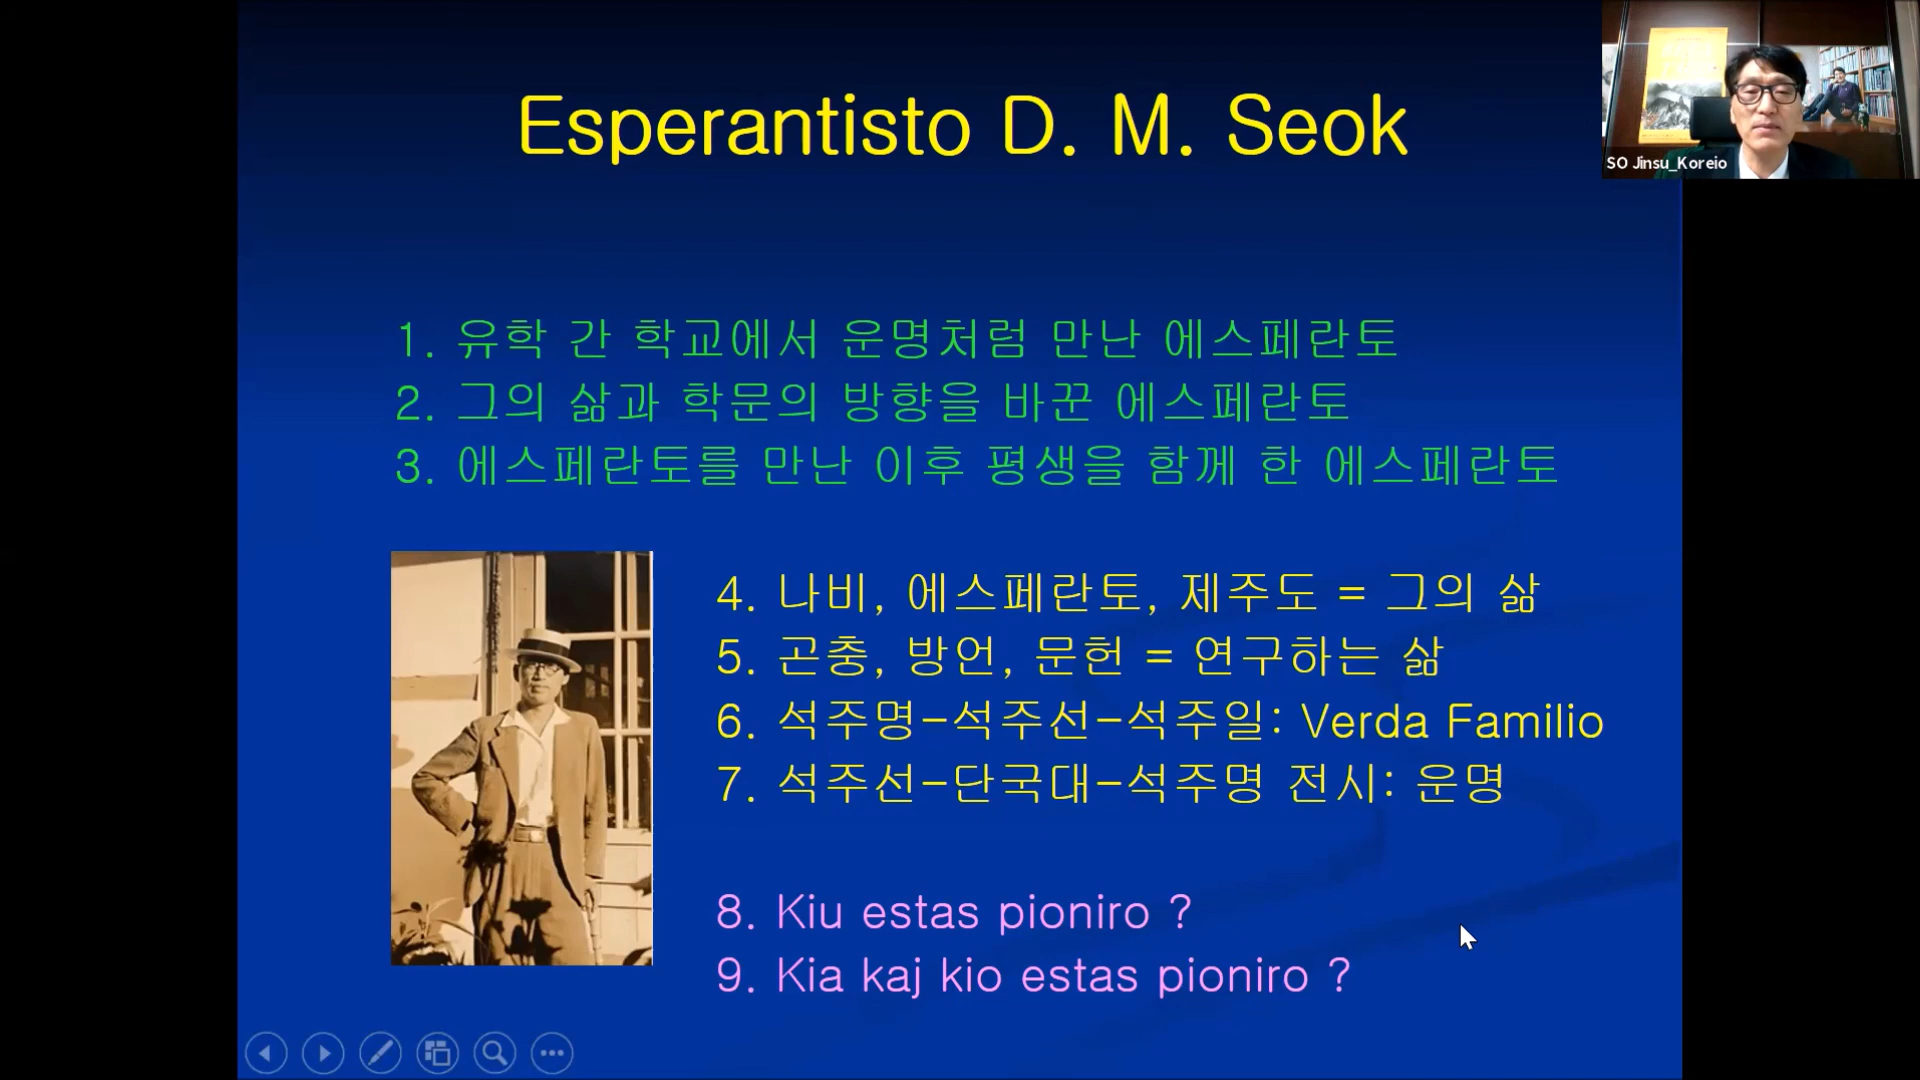 Esperantisto D. M. Seok
SO Jinsu_Koreio
1. 유학 간 학교에서 운명처럼 만난 에스페란토
2. 그의 삶과 학문의 방향을 바꾼 에스페란토
3. 에스페란토를 만난 이후 평생을 함께 한 에스페란토
4. 나비, 에스페란토, 제주도 = 그의 삶
5. 곤충, 방언, 문헌 = 연구하는 삶
6. 석주명-석주선-석주일: Verda Familio
7. 석주선-단국대-석주명 전시: 운명
8. Kiu estas pioniro ?
9. Kia kaj kio estas pioniro ?